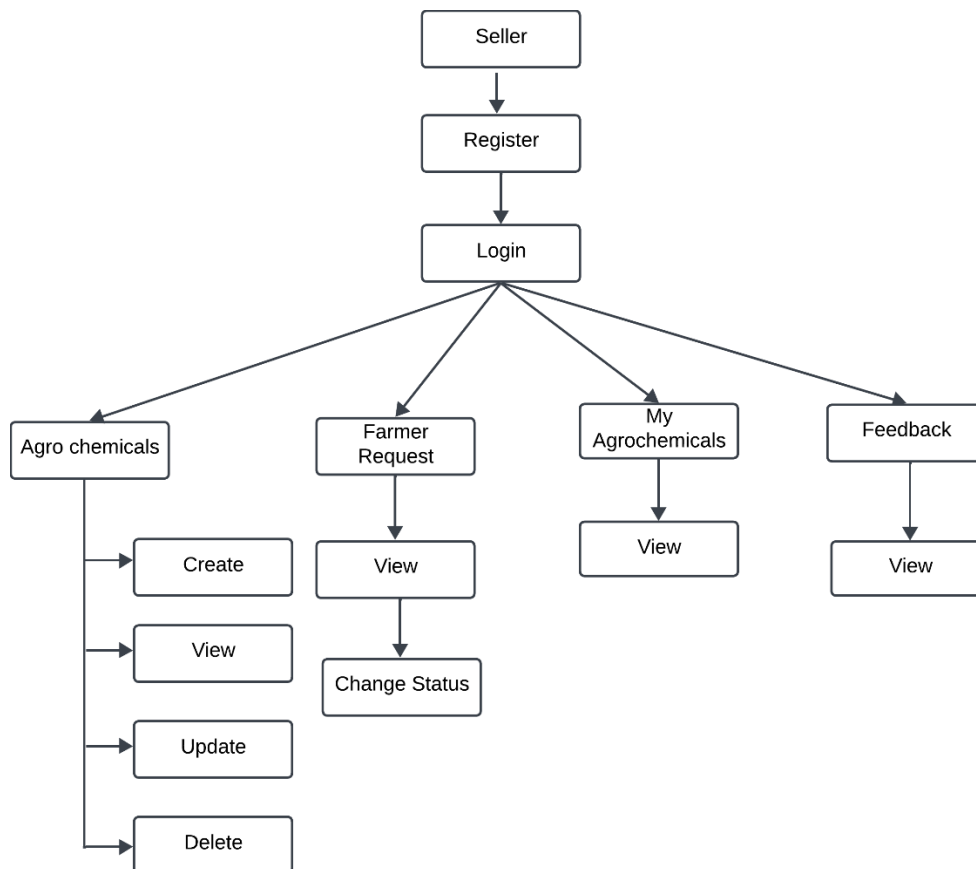 Seller
Register
Login
Agro chemicals
Farmer
Request
My
Agrochemicals
Feedback
Create
View
View
View
View
Change Status
Update
Delete